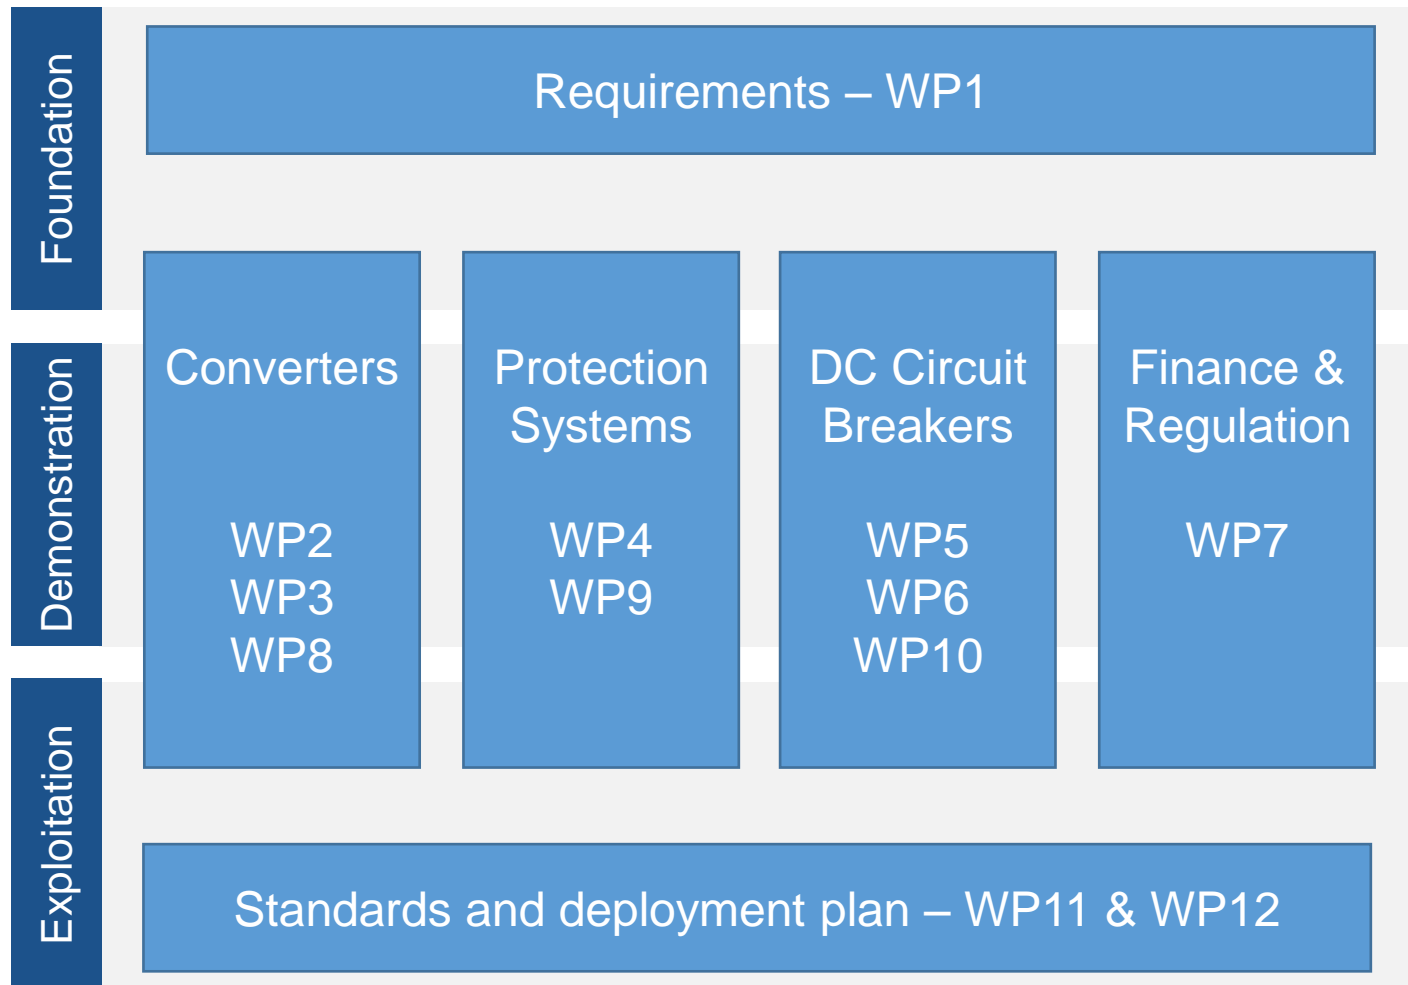 Foundation
Requirements – WP1
Demonstration
Converters
WP2
WP3
WP8
Protection
Systems
WP4
WP9
DC Circuit
Breakers
WP5
WP6
WP10
Finance &
Regulation
WP7
Exploitation
Standards and deployment plan – WP11 & WP12